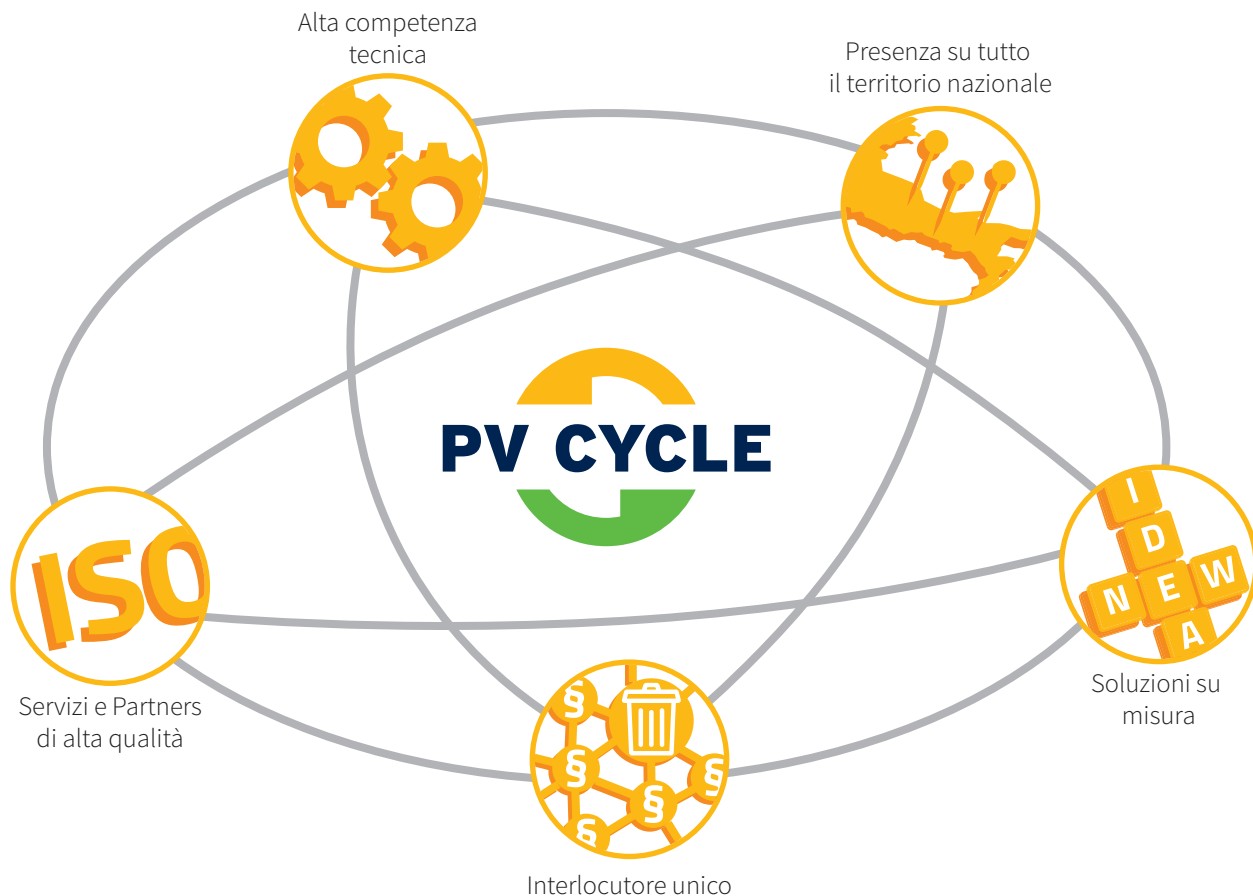 Alta competenza
tecnica
Presenza su tutto
il territorio nazionale
PV CYCLE
ISO
I
D
N E W
A
Servizi e Partners
di alta qualità
Soluzioni su
misura
§
§
§
§
§
Interlocutore unico